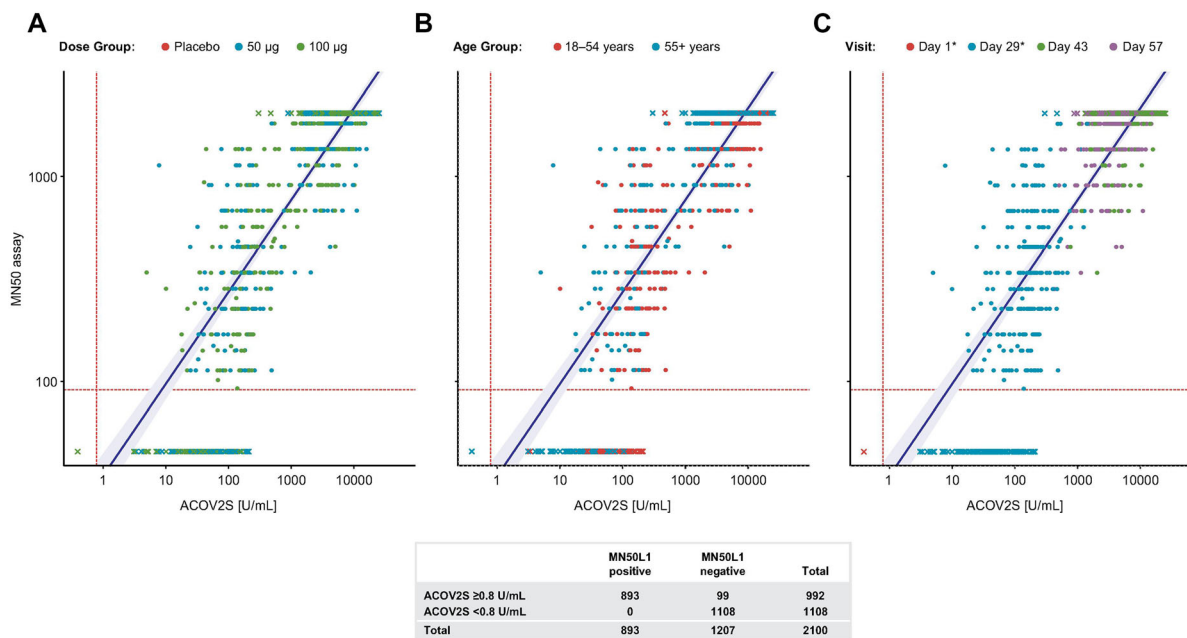 A
Dose Group: Placebo 50 µg 100 µg
MN50 assay
1000
100
1 10 100 1000 10000
ACOV2S [U/mL]
B
Age Group: 18–54 years 55+ years
1 10 100 1000 10000
ACOV2S [U/mL]
C
Visit: Day 1* Day 29* Day 43 Day 57
1 10 100 1000 10000
ACOV2S [U/mL]
MN50L1 positive MN50L1 negative Total
ACOV2S ≥0.8 U/mL 893 99 992
ACOV2S <0.8 U/mL 0 1108 1108
Total 893 1207 2100